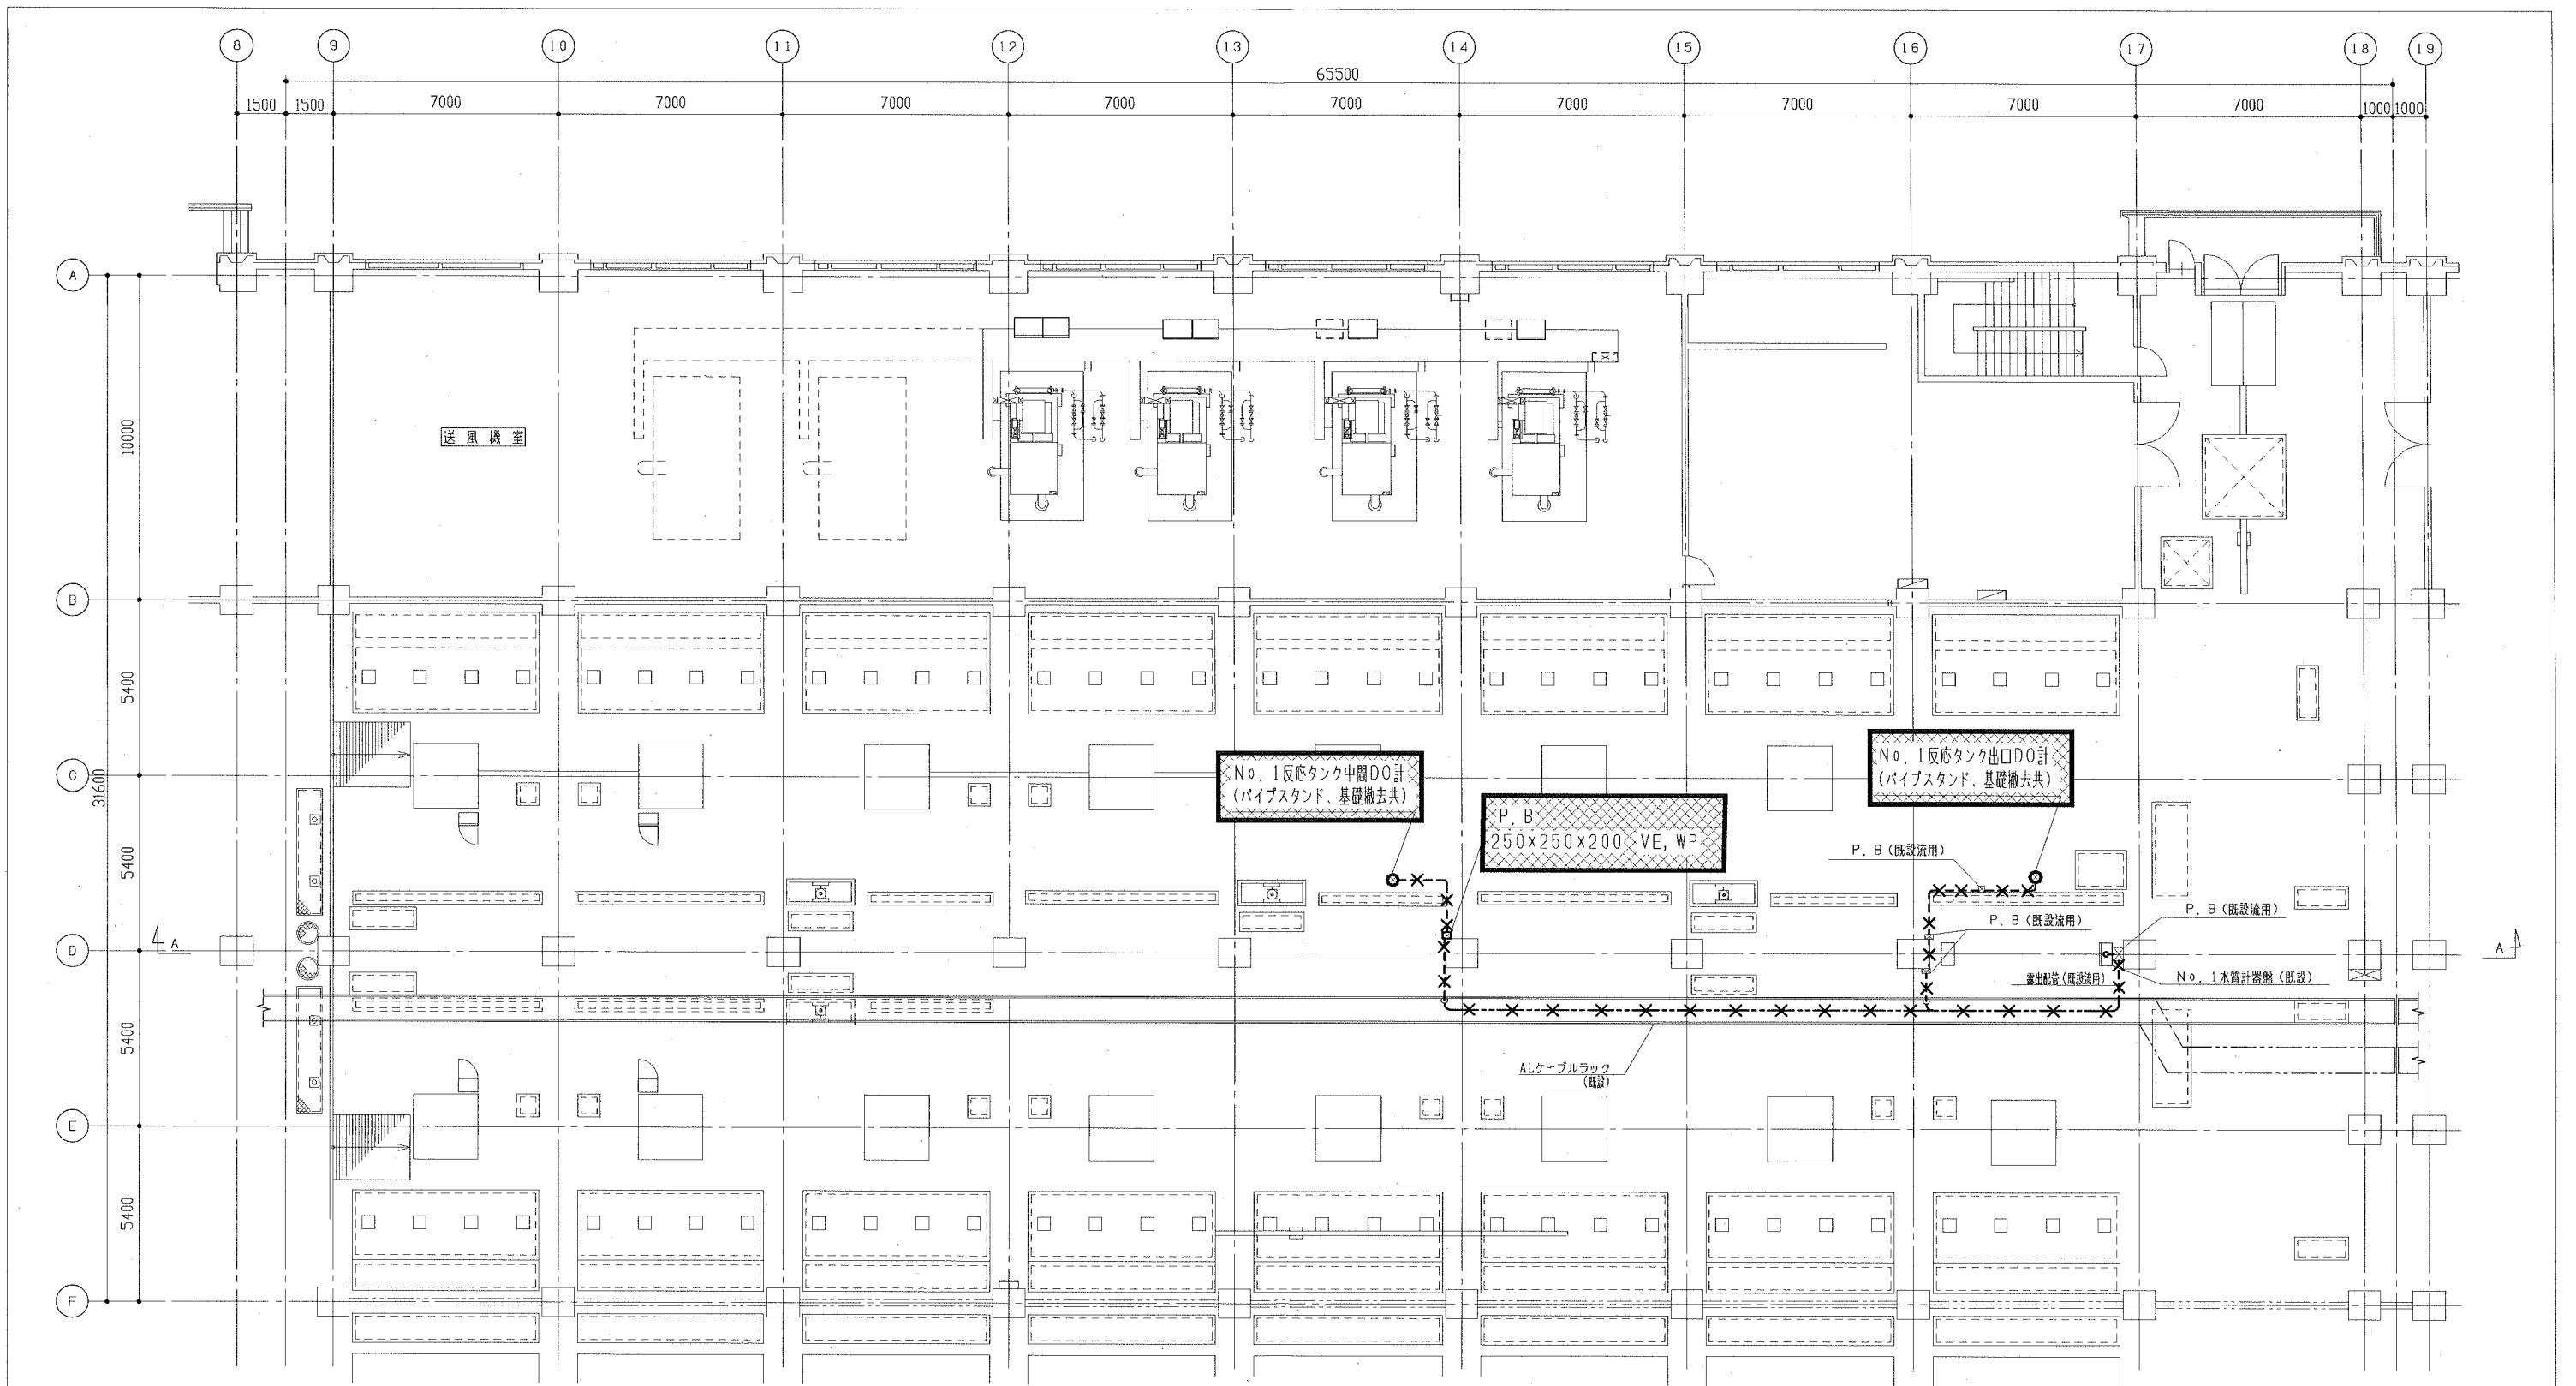 8 9 10 11 12 13 14 15 16 17 18 19
65500
1500 1500 7000 7000 7000 7000 7000 7000 7000 7000 7000 1000 1000
A
10000
送風機室
B
5400
C
31600
No. 1反応タンク中間DO計
(パイプスタンド、基礎撤去共)
P. B
250×250×200 VE, WP
No. 1反応タンク出口DO計
(パイプスタンド、基礎撤去共)
5400
P. B (既設流用)
P. B (既設流用)
P. B (既設流用)
D
A
A
露出配管(既設流用)
No. 1水質計器盤(既設)
5400
ALケーブルラック
(既設)
E
5400
F